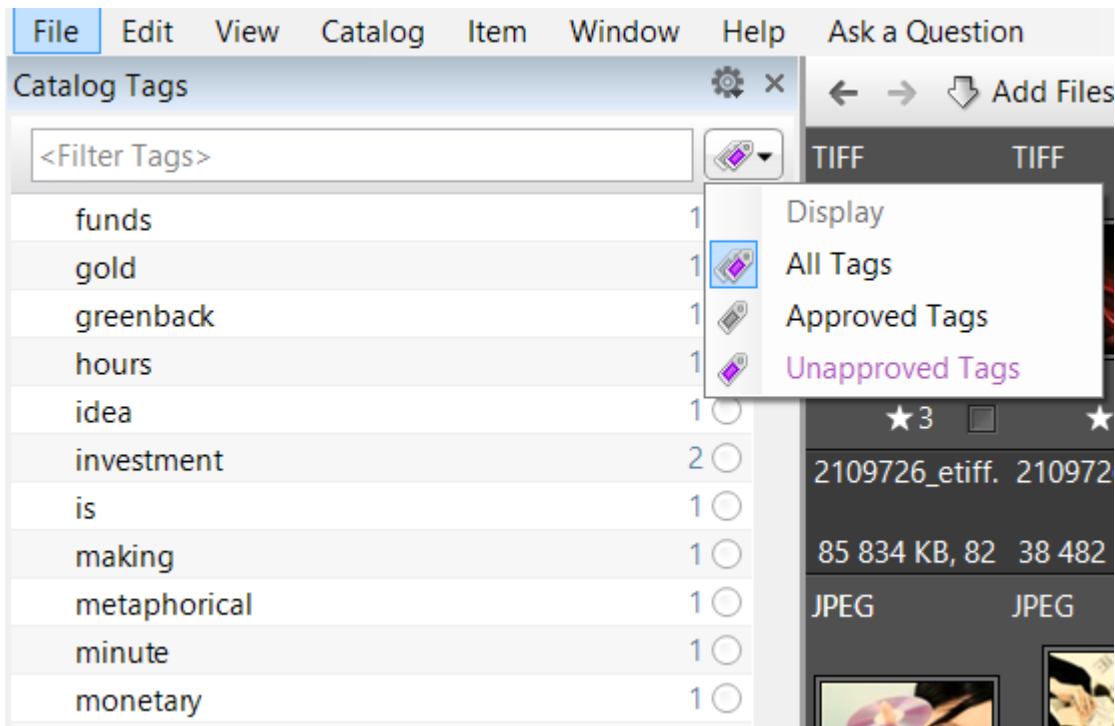 File Edit View Catalog Item Window Help Ask a Question
Catalog Tags
Add Files
<Filter Tags>
TIFF TIFF
Display
All Tags
Approved Tags
Unapproved Tags
funds 1
gold 1
greenback 1
hours 1
idea 1
investment 2
is 1
making 1
metaphorical 1
minute 1
monetary 1
3
2109726_etiff. 210972
85 834 KB, 82 38 482
JPEG JPEG